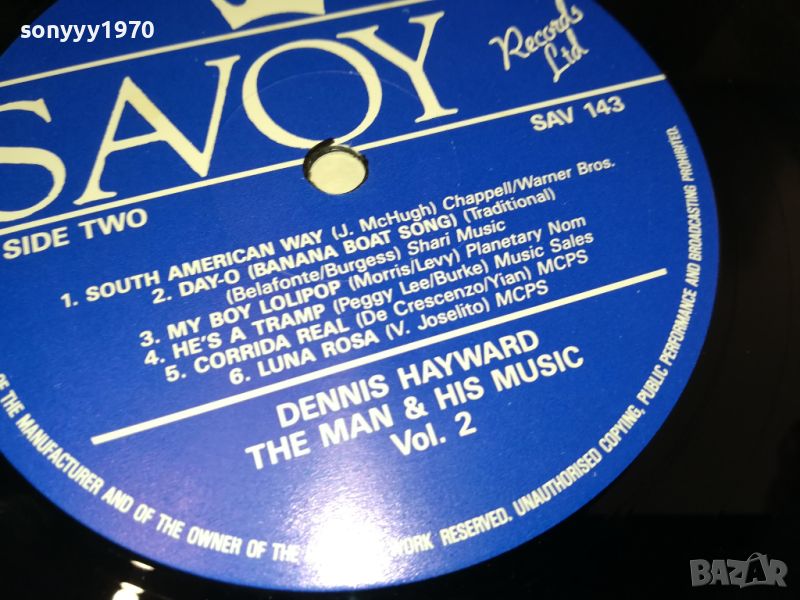 sonyyy1970
SAVOY
Records
Ltd
SAV 143
SIDE TWO
1. SOUTH AMERICAN WAY (J. McHugh) Chappell/Warner Bros.
2. DAY-O (BANANA BOAT SONG) (Traditional)
(Belafonte/Burgess) Shari Music
3. MY BOY LOLIPOP (Morris/Levy) Planetary Nom
4. HE'S A TRAMP (Peggy Lee/Burke) Music Sales
5. CORRIDA REAL (De Crescenzo/Yian) MCPS
6. LUNA ROSA (V. Joselito) MCPS
DENNIS HAYWARD
THE MAN & HIS MUSIC
Vol. 2
OF THE MANUFACTURER AND OF THE OWNER OF THE WORK RESERVED. UNAUTHORISED COPYING, PUBLIC PERFORMANCE AND BROADCASTING PROHIBITED.
BAZAR
bazar.bg